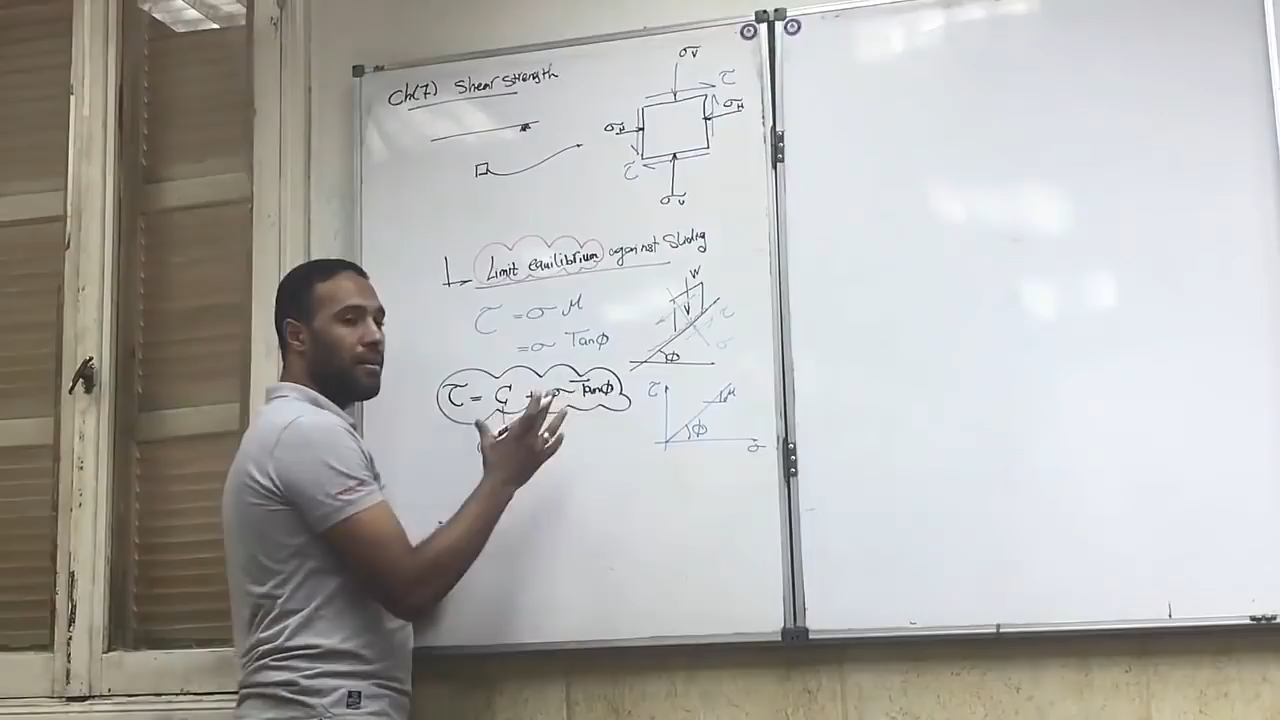 Ch(7) Shear Strength
σv
τ
σH
σH
τ
σv
Limit equilibrium against Sliding
τ = σ μ
= σ Tanφ
τ = C + σ Tanφ
W
τ
σ
φ
τ
μ
φ
σ